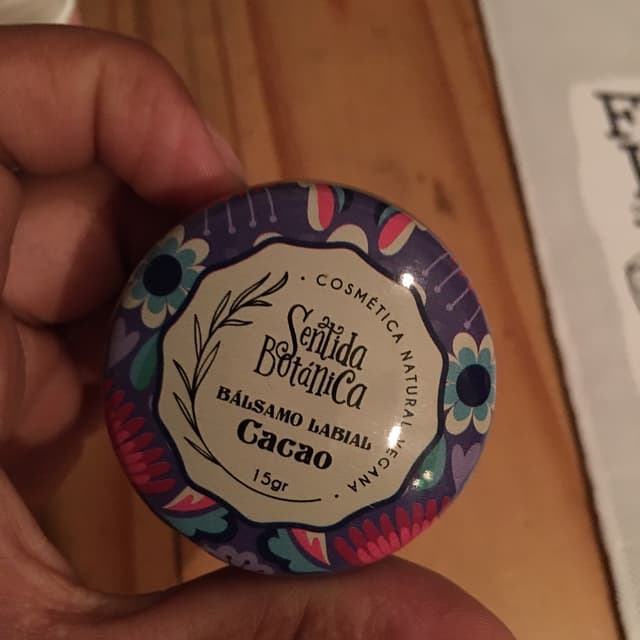 COSMÉTICA NATURAL VEGANA
Sentida
Botánica
BÁLSAMO LABIAL
Cacao
15gr